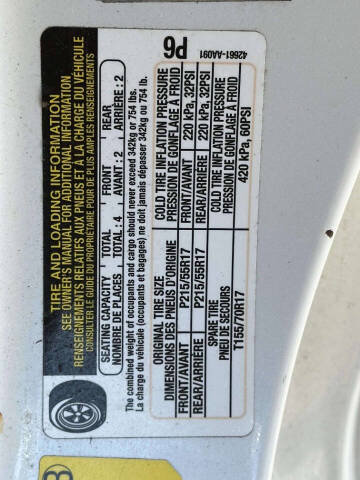 TIRE AND LOADING INFORMATION
SEE OWNER'S MANUAL FOR ADDITIONAL INFORMATION
RENSEIGNEMENTS RELATIFS AUX PNEUS ET À LA CHARGE DU VÉHICULE
CONSULTER LE GUIDE DU PROPRIÉTAIRE POUR DE PLUS AMPLES RENSEIGNEMENTS
SEATING CAPACITY TOTAL FRONT REAR
NOMBRE DE PLACES TOTAL : 4 AVANT : 2 ARRIÈRE : 2
The combined weight of occupants and cargo should never exceed 342kg or 754 lbs.
La charge du véhicule (occupants et bagages) ne doit jamais dépasser 342kg ou 754 lb.
ORIGINAL TIRE SIZE COLD TIRE INFLATION PRESSURE
DIMENSIONS DES PNEUS D'ORIGINE PRESSION DE GONFLAGE À FROID
FRONT/AVANT P215/55R17 FRONT/AVANT 220 kPA, 32PSI
REAR/ARRIÈRE P215/55R17 REAR/ARRIÈRE 220 kPA, 32PSI
SPARE TIRE COLD TIRE INFLATION PRESSURE
PNEU DE SECOURS PRESSION DE GONFLAGE À FROID
T155/70R17 420 kPA, 60PSI
P6
42661-AA091